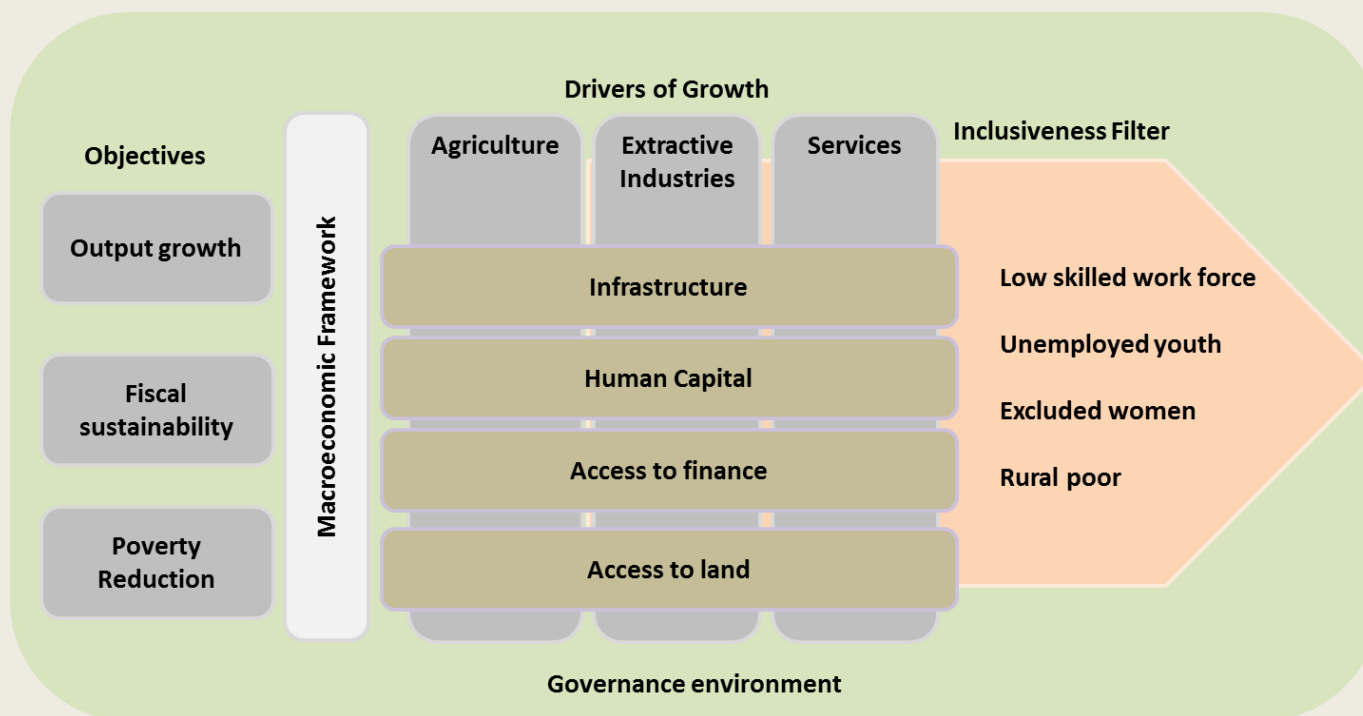 Drivers of Growth
Objectives
Output growth
Fiscal
sustainability
Poverty
Reduction
Macroeconomic Framework
Agriculture
Extractive
Industries
Services
Infrastructure
Human Capital
Access to finance
Access to land
Inclusiveness Filter
Low skilled work force
Unemployed youth
Excluded women
Rural poor
Governance environment